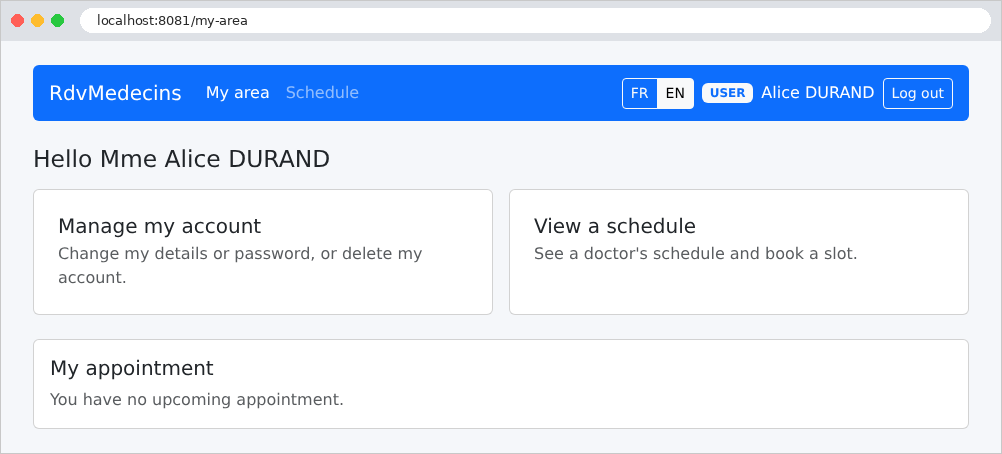 localhost:8081/my-area
RdvMedecins My area Schedule FR EN USER Alice DURAND Log out
Hello Mme Alice DURAND
Manage my account
Change my details or password, or delete my
account.
View a schedule
See a doctor's schedule and book a slot.
My appointment
You have no upcoming appointment.